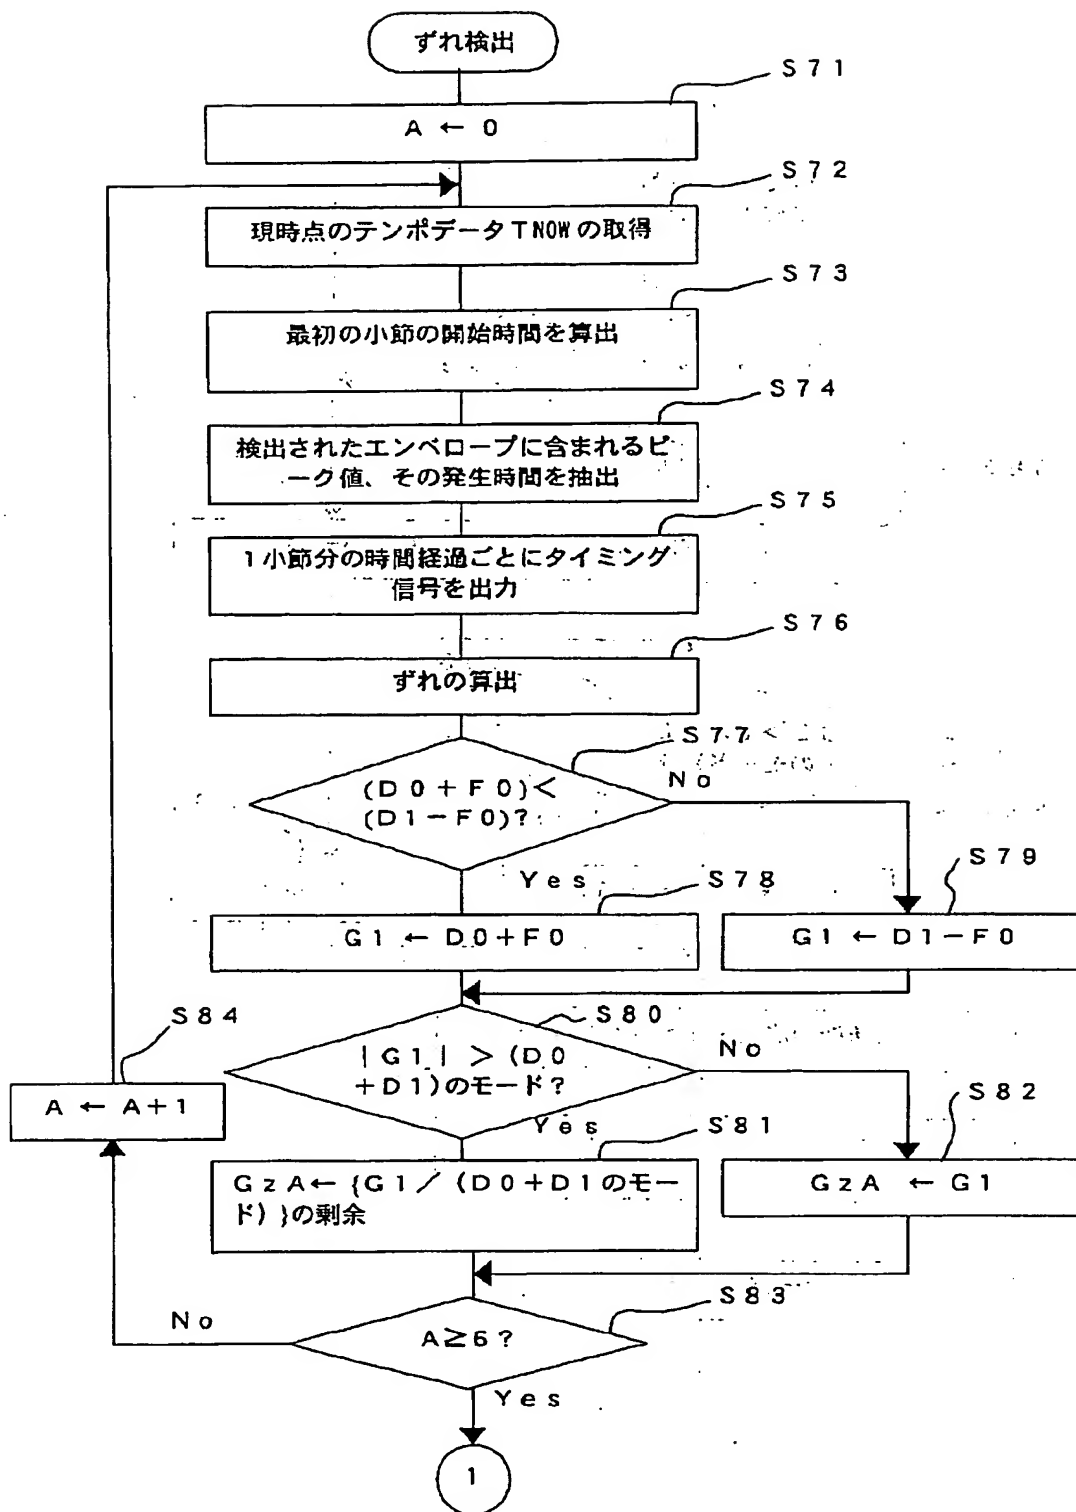 ずれ検出
S71
A ← 0
S72
現時点のテンポデータTNOWの取得
S73
最初の小節の開始時間を算出
S74
検出されたエンベロープに含まれるピ
ーク値、その発生時間を抽出
S75
1小節分の時間経過ごとにタイミング
信号を出力
S76
ずれの算出
S77
(D0+F0)<
(D1-F0)?
No
Yes
S78
G1 ← D0+F0
S79
G1 ← D1-F0
S80
|G1| > (D0
+D1)のモード?
No
Yes
S81
GzA← {G1/(D0+D1のモー
ド)}の剰余
S82
GzA ← G1
S83
A≥6?
No
Yes
S84
A ← A+1
1